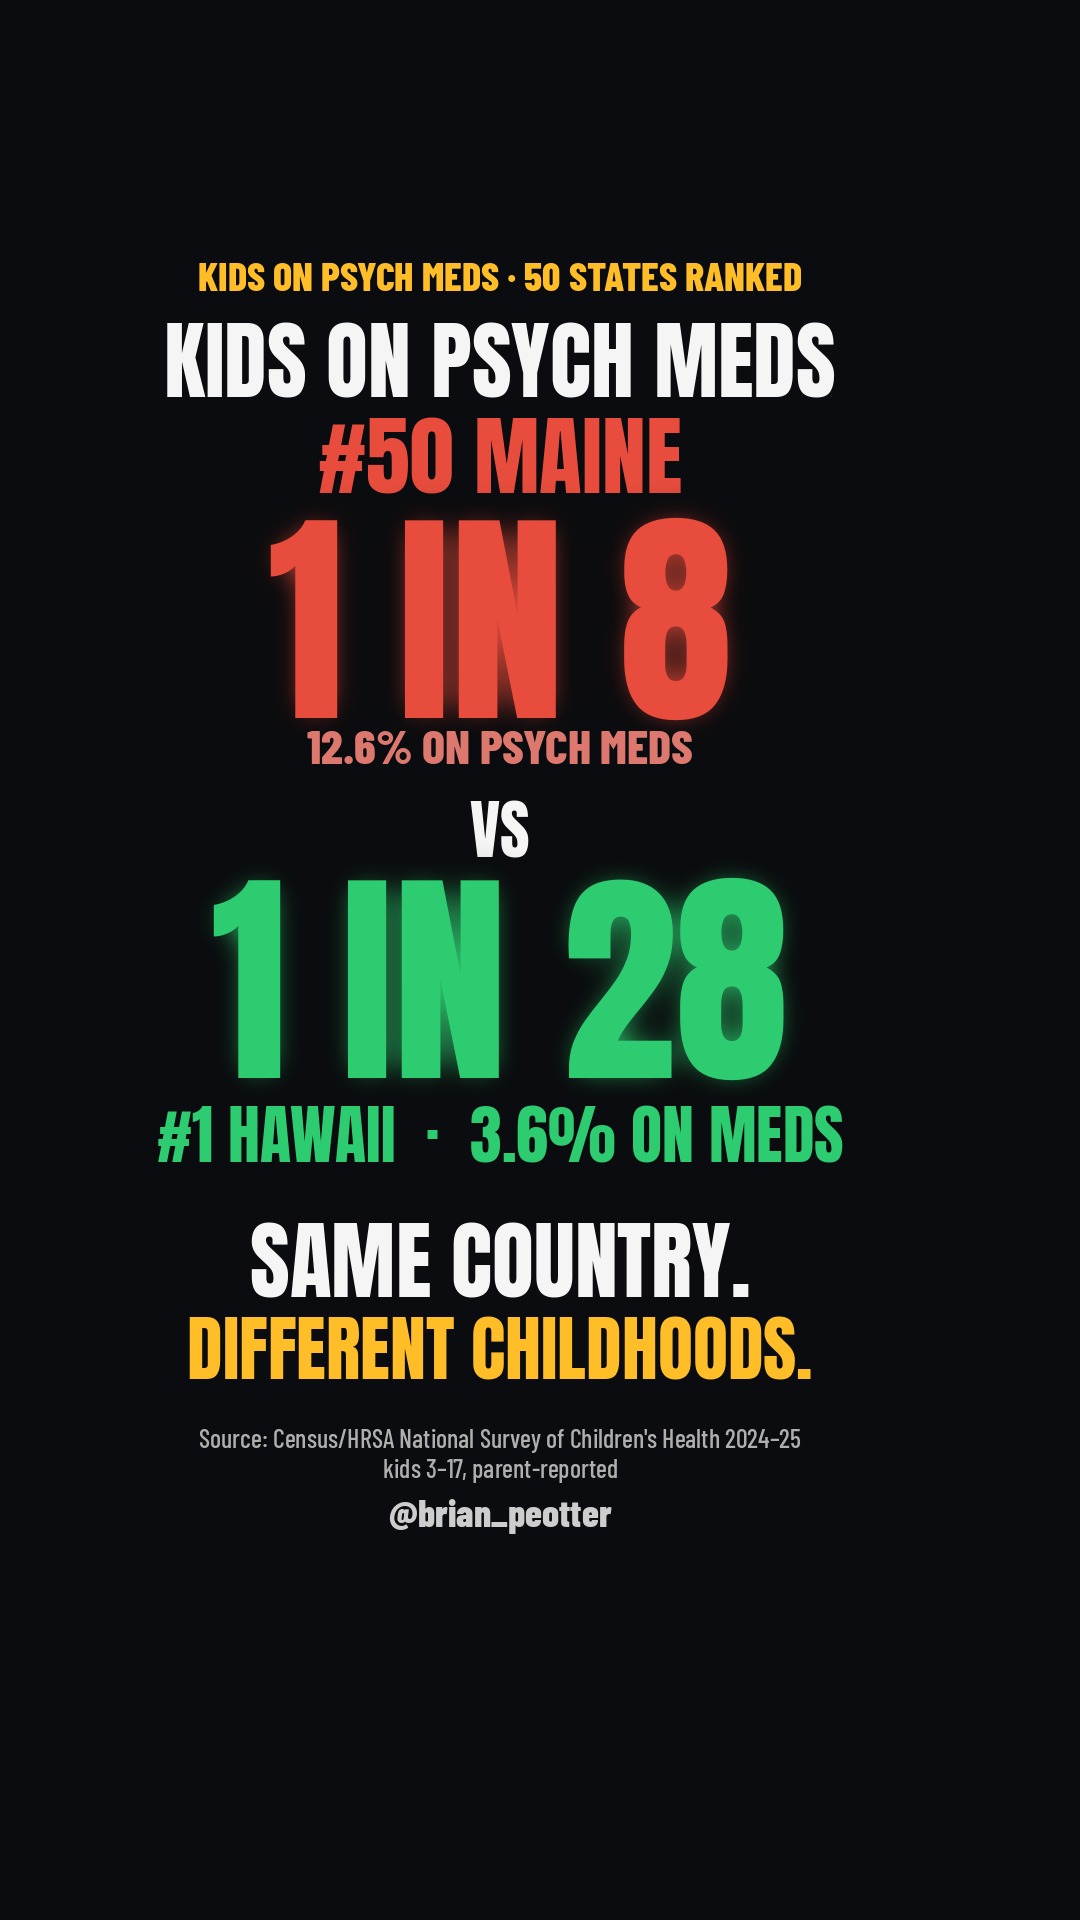 KIDS ON PSYCH MEDS · 50 STATES RANKED
KIDS ON PSYCH MEDS
#50 MAINE
1 IN 8
12.6% ON PSYCH MEDS
VS
1 IN 28
#1 HAWAII · 3.6% ON MEDS
SAME COUNTRY.
DIFFERENT CHILDHOODS.
Source: Census/HRSA National Survey of Children's Health 2024–25
kids 3–17, parent-reported
@brian_peotter